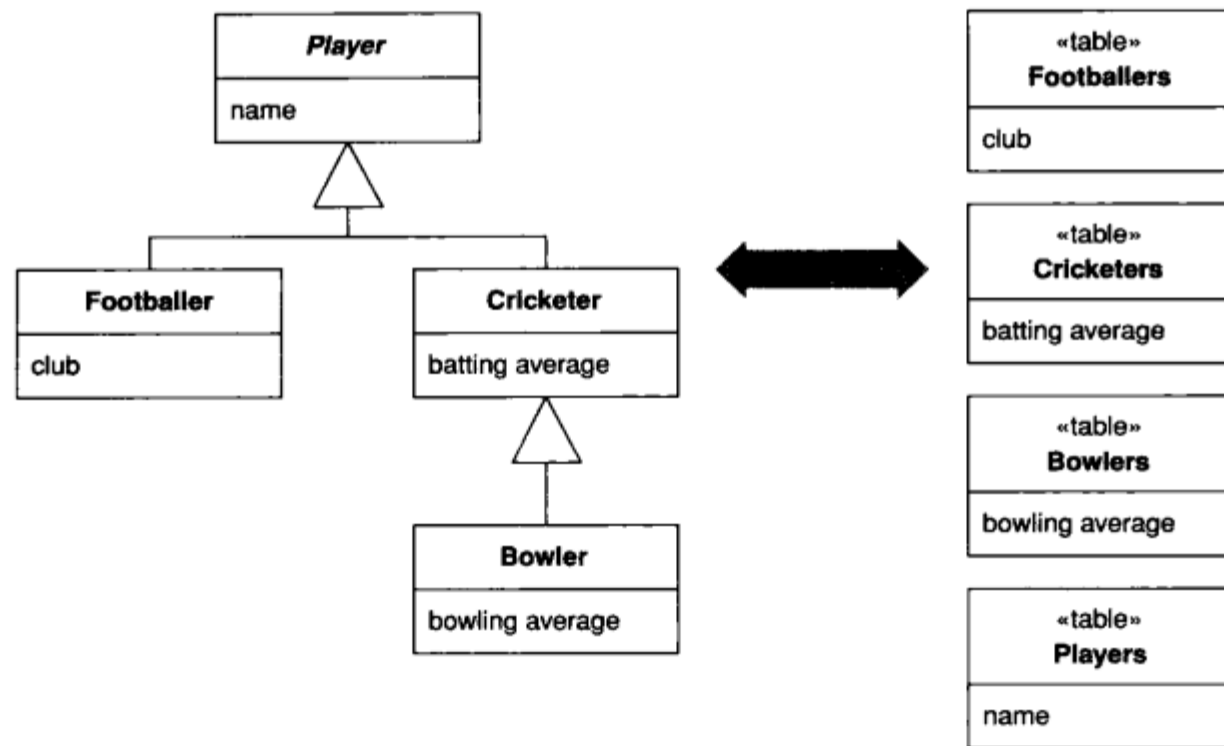 Player
name
Footballer
club
Cricketer
batting average
Bowler
bowling average
«table»
Footballers
club
«table»
Cricketers
batting average
«table»
Bowlers
bowling average
«table»
Players
name